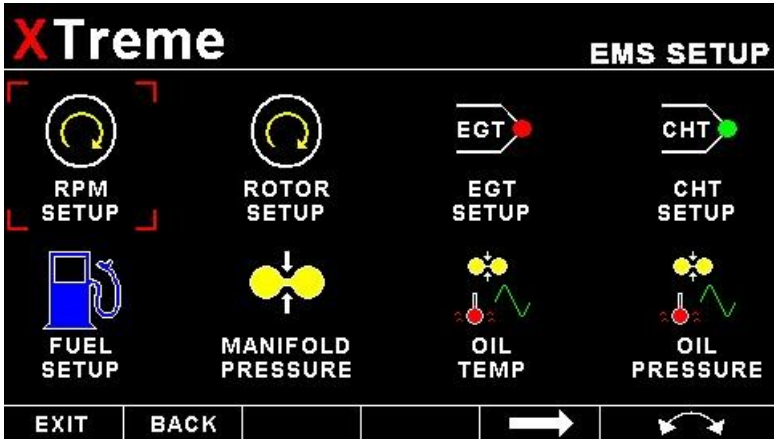 XTreme
EMS SETUP
EGT
CHT
RPM SETUP
ROTOR SETUP
EGT SETUP
CHT SETUP
FUEL SETUP
MANIFOLD PRESSURE
OIL TEMP
OIL PRESSURE
EXIT
BACK